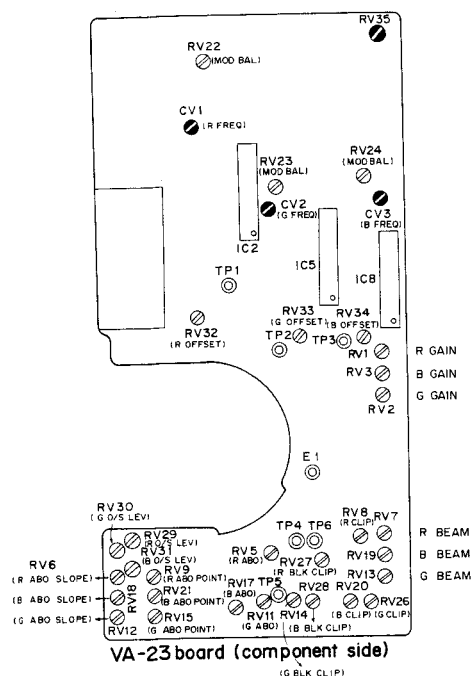 RV35
RV22
(MOD BAL)
CV1
(R FREQ)
RV23
(MOD BAL)
RV24
(MOD BAL)
CV2
(G FREQ)
CV3
(B FREQ)
IC2
IC5
IC8
TP1
RV33
(G OFFSET)
RV34
(B OFFSET)
RV32
(R OFFSET)
TP2
TP3
RV1 R GAIN
RV3 B GAIN
RV2 G GAIN
E1
RV30
(G O/S LEV)
RV29
(R O/S LEV)
RV31
(B O/S LEV)
TP4 TP6
RV8
(R CLIP)
RV7 R BEAM
RV5
(R ABO)
RV27
(R BLK CLIP)
RV19 B BEAM
RV6
(R ABO SLOPE)
RV9
(R ABO POINT)
RV13 G BEAM
RV18
(B ABO SLOPE)
RV21
(B ABO POINT)
RV17
(B ABO)
TP5
RV28
RV20
(G ABO SLOPE)
RV12
RV15
(G ABO POINT)
RV11
(G ABO)
RV14
(B BLK CLIP)
(B CLIP)
RV26
(G CLIP)
VA-23 board (component side)
(G BLK CLIP)